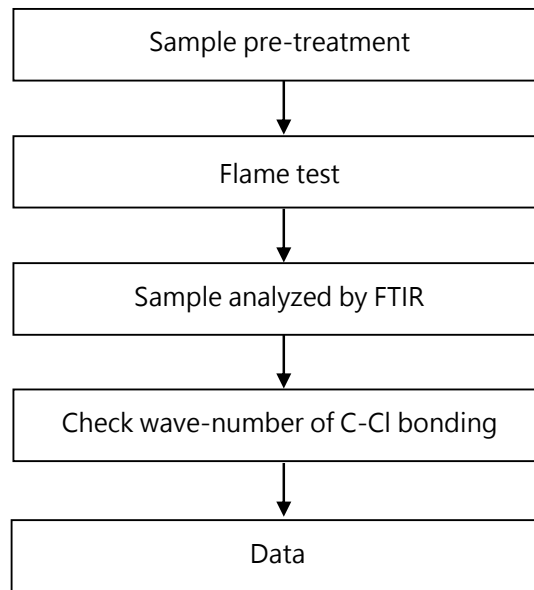 Sample pre-treatment
Flame test
Sample analyzed by FTIR
Check wave-number of C-Cl bonding
Data